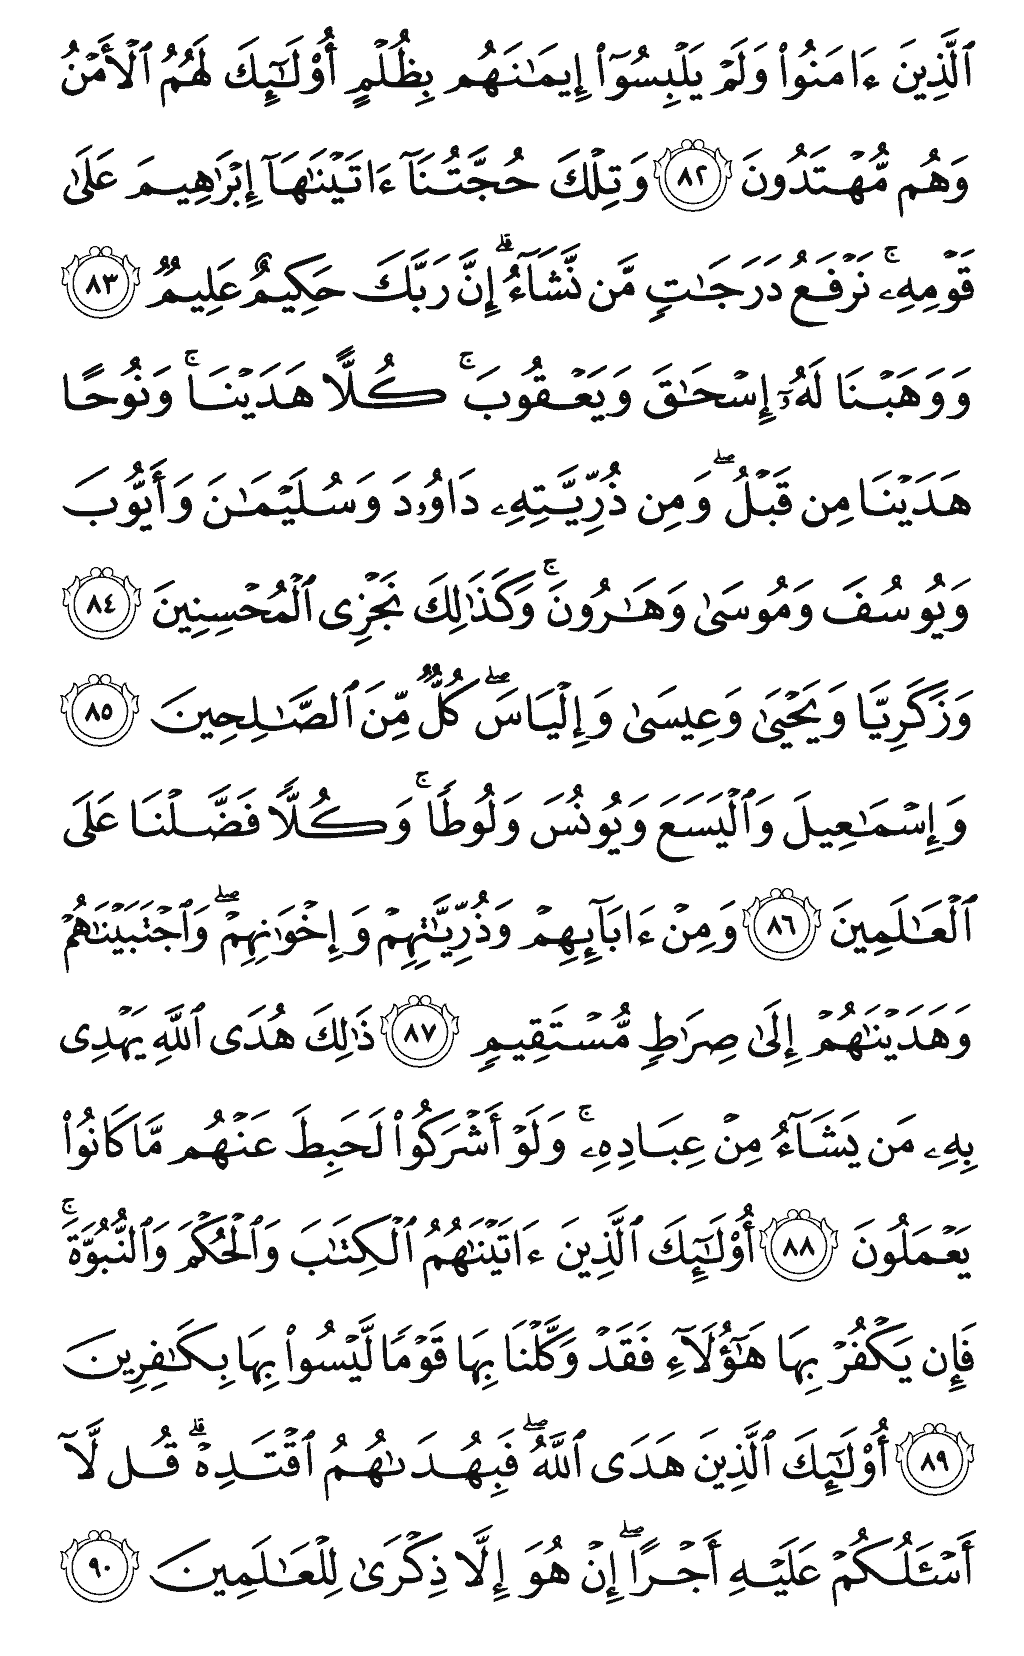 ٱلَّذِينَ ءَامَنُوا۟ وَلَمْ يَلْبِسُوٓا۟ إِيمَـٰنَهُم بِظُلْمٍ أُو۟لَـٰٓئِكَ لَهُمُ ٱلْأَمْنُ
وَهُم مُّهْتَدُونَ ٨٢ وَتِلْكَ حُجَّتُنَآ ءَاتَيْنَـٰهَآ إِبْرَٰهِيمَ عَلَىٰ
قَوْمِهِۦ ۚ نَرْفَعُ دَرَجَـٰتٍ مَّن نَّشَآءُ ۗ إِنَّ رَبَّكَ حَكِيمٌ عَلِيمٌ ٨٣
وَوَهَبْنَا لَهُۥٓ إِسْحَـٰقَ وَيَعْقُوبَ ۚ كُلًّا هَدَيْنَا ۚ وَنُوحًا
هَدَيْنَا مِن قَبْلُ ۖ وَمِن ذُرِّيَّتِهِۦ دَاوُۥدَ وَسُلَيْمَـٰنَ وَأَيُّوبَ
وَيُوسُفَ وَمُوسَىٰ وَهَـٰرُونَ ۚ وَكَذَٰلِكَ نَجْزِى ٱلْمُحْسِنِينَ ٨٤
وَزَكَرِيَّا وَيَحْيَىٰ وَعِيسَىٰ وَإِلْيَاسَ ۖ كُلٌّ مِّنَ ٱلصَّـٰلِحِينَ ٨٥
وَإِسْمَـٰعِيلَ وَٱلْيَسَعَ وَيُونُسَ وَلُوطًا ۚ وَكُلًّا فَضَّلْنَا عَلَى
ٱلْعَـٰلَمِينَ ٨٦ وَمِنْ ءَابَآئِهِمْ وَذُرِّيَّـٰتِهِمْ وَإِخْوَٰنِهِمْ ۖ وَٱجْتَبَيْنَـٰهُمْ
وَهَدَيْنَـٰهُمْ إِلَىٰ صِرَٰطٍ مُّسْتَقِيمٍ ٨٧ ذَٰلِكَ هُدَى ٱللَّهِ يَهْدِى
بِهِۦ مَن يَشَآءُ مِنْ عِبَادِهِۦ ۚ وَلَوْ أَشْرَكُوا۟ لَحَبِطَ عَنْهُم مَّا كَانُوا۟
يَعْمَلُونَ ٨٨ أُو۟لَـٰٓئِكَ ٱلَّذِينَ ءَاتَيْنَـٰهُمُ ٱلْكِتَـٰبَ وَٱلْحُكْمَ وَٱلنُّبُوَّةَ ۚ
فَإِن يَكْفُرْ بِهَا هَـٰٓؤُلَآءِ فَقَدْ وَكَّلْنَا بِهَا قَوْمًا لَّيْسُوا۟ بِهَا بِكَـٰفِرِينَ
٨٩ أُو۟لَـٰٓئِكَ ٱلَّذِينَ هَدَى ٱللَّهُ ۖ فَبِهُدَىٰهُمُ ٱقْتَدِهْ ۗ قُل لَّآ
أَسْـَٔلُكُمْ عَلَيْهِ أَجْرًا ۖ إِنْ هُوَ إِلَّا ذِكْرَىٰ لِلْعَـٰلَمِينَ ٩٠